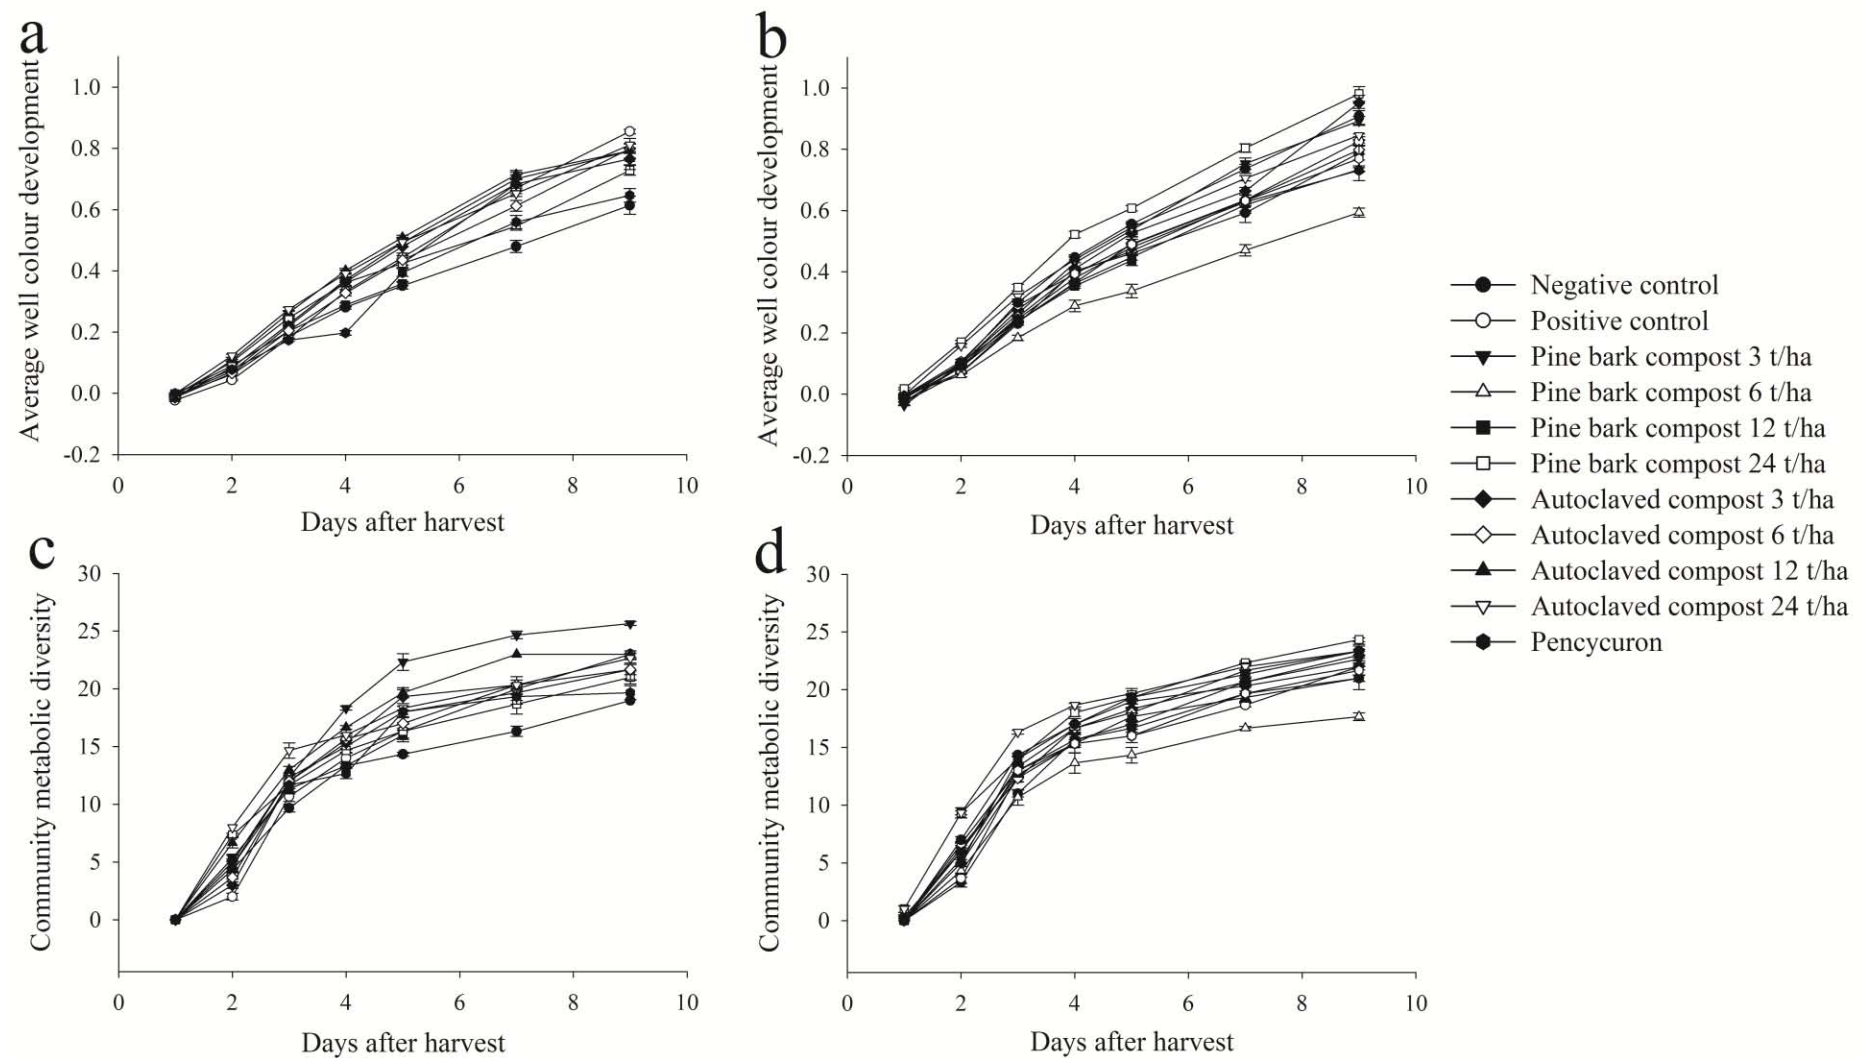 a
Average well colour development
1.0
0.8
0.6
0.4
0.2
0.0
-0.2
0 2 4 6 8 10
Days after harvest
b
Average well colour development
1.0
0.8
0.6
0.4
0.2
0.0
-0.2
0 2 4 6 8 10
Days after harvest
c
Community metabolic diversity
30
25
20
15
10
5
0
0 2 4 6 8 10
Days after harvest
d
Community metabolic diversity
30
25
20
15
10
5
0
0 2 4 6 8 10
Days after harvest
Negative control
Positive control
Pine bark compost 3 t/ha
Pine bark compost 6 t/ha
Pine bark compost 12 t/ha
Pine bark compost 24 t/ha
Autoclaved compost 3 t/ha
Autoclaved compost 6 t/ha
Autoclaved compost 12 t/ha
Autoclaved compost 24 t/ha
Pencycuron